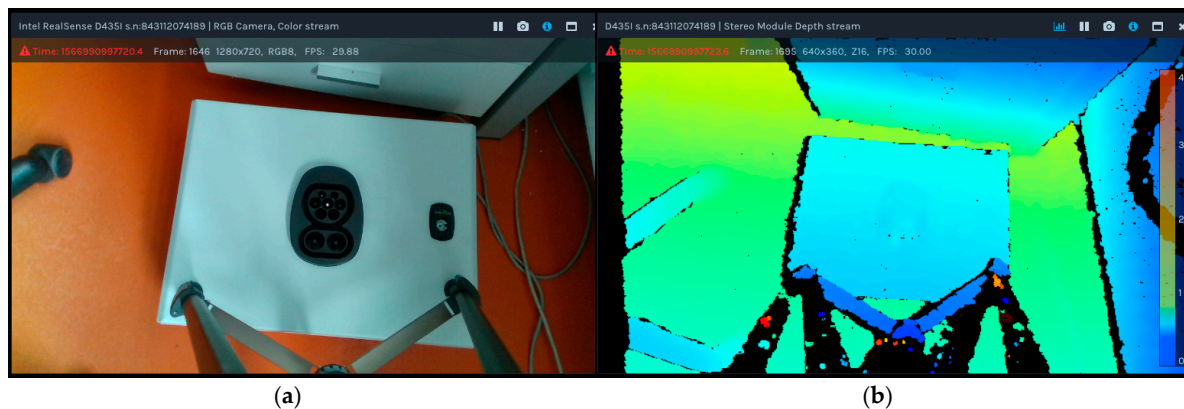 Intel RealSense D435I s.n:843112074189 | RGB Camera, Color stream
Time: 1566990997720.4 Frame: 1646 1280x720, RGB8, FPS: 29.88
D435I s.n:843112074189 | Stereo Module Depth stream
Time: 1566990997723.6 Frame: 1695 640x360, Z16, FPS: 30.00
4
3
2
1
0
(a)
(b)